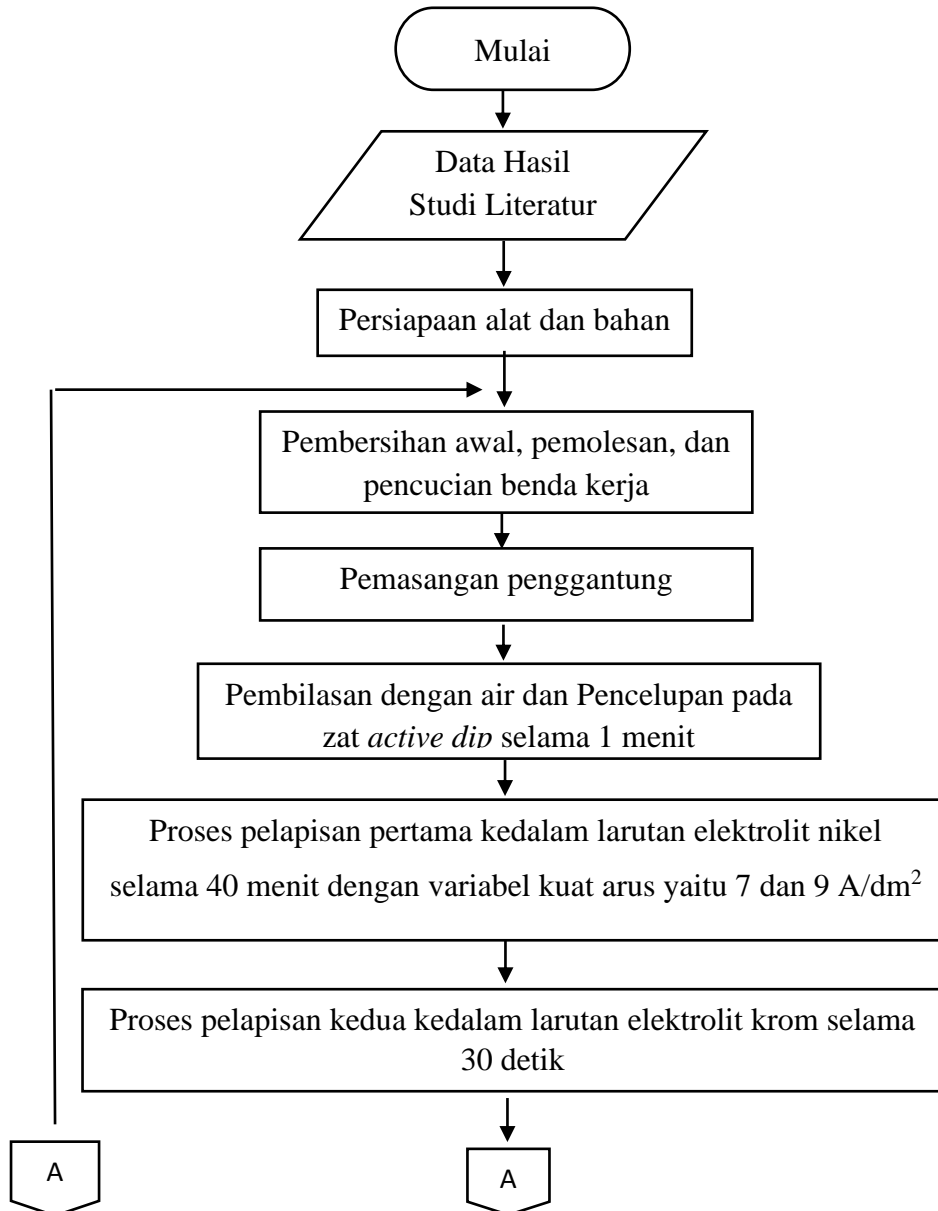 Mulai
Data Hasil
Studi Literatur
Persiapaan alat dan bahan
Pembersihan awal, pemolesan, dan
pencucian benda kerja
Pemasangan penggantung
Pembilasan dengan air dan Pencelupan pada
zat active dip selama 1 menit
Proses pelapisan pertama kedalam larutan elektrolit nikel
selama 40 menit dengan variabel kuat arus yaitu 7 dan 9 A/dm²
Proses pelapisan kedua kedalam larutan elektrolit krom selama
30 detik
A
A